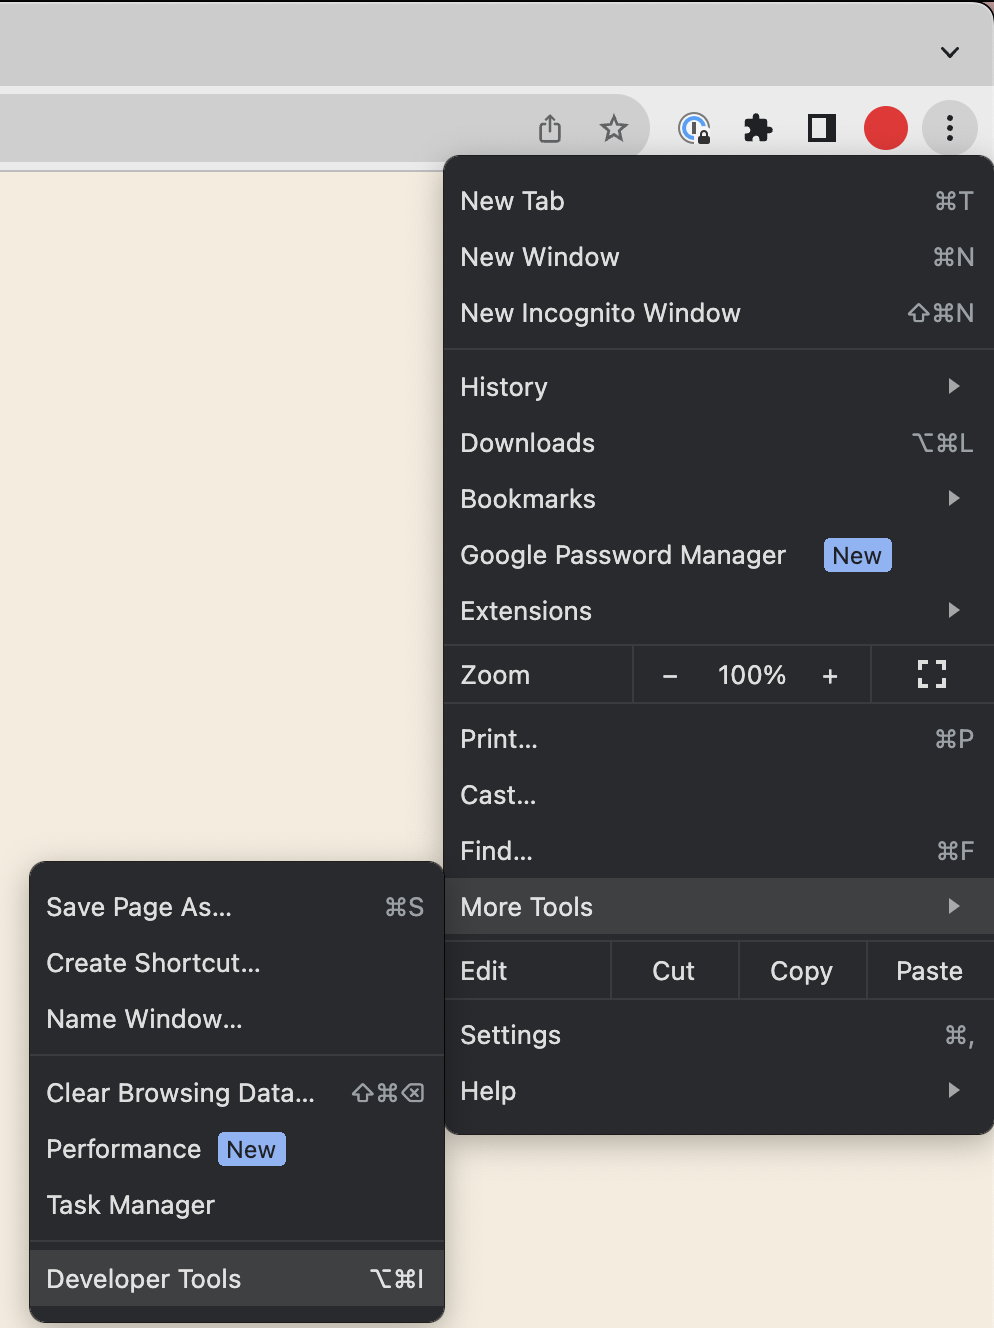 New Tab ⌘T
New Window ⌘N
New Incognito Window ⇧⌘N
History
Downloads ⌥⌘L
Bookmarks
Google Password Manager New
Extensions
Zoom − 100% +
Print... ⌘P
Cast...
Find... ⌘F
More Tools
Edit Cut Copy Paste
Settings ⌘,
Help
Save Page As... ⌘S
Create Shortcut...
Name Window...
Clear Browsing Data... ⇧⌘⌫
Performance New
Task Manager
Developer Tools ⌥⌘I